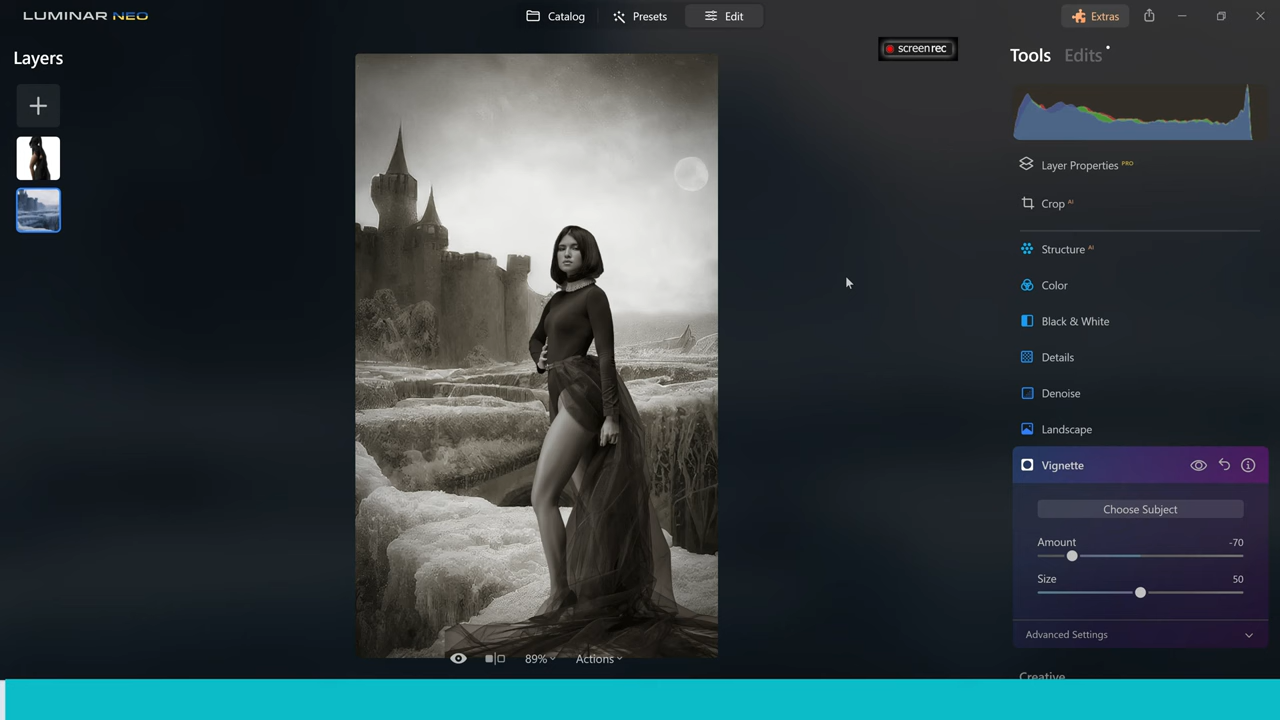 LUMINAR NEO
Catalog
Presets
Edit
Extras
screenrec
Layers
Tools
Edits
Layer Properties PRO
Crop AI
Structure AI
Color
Black & White
Details
Denoise
Landscape
Vignette
Choose Subject
Amount -70
Size 50
Advanced Settings
89%
Actions
Creative